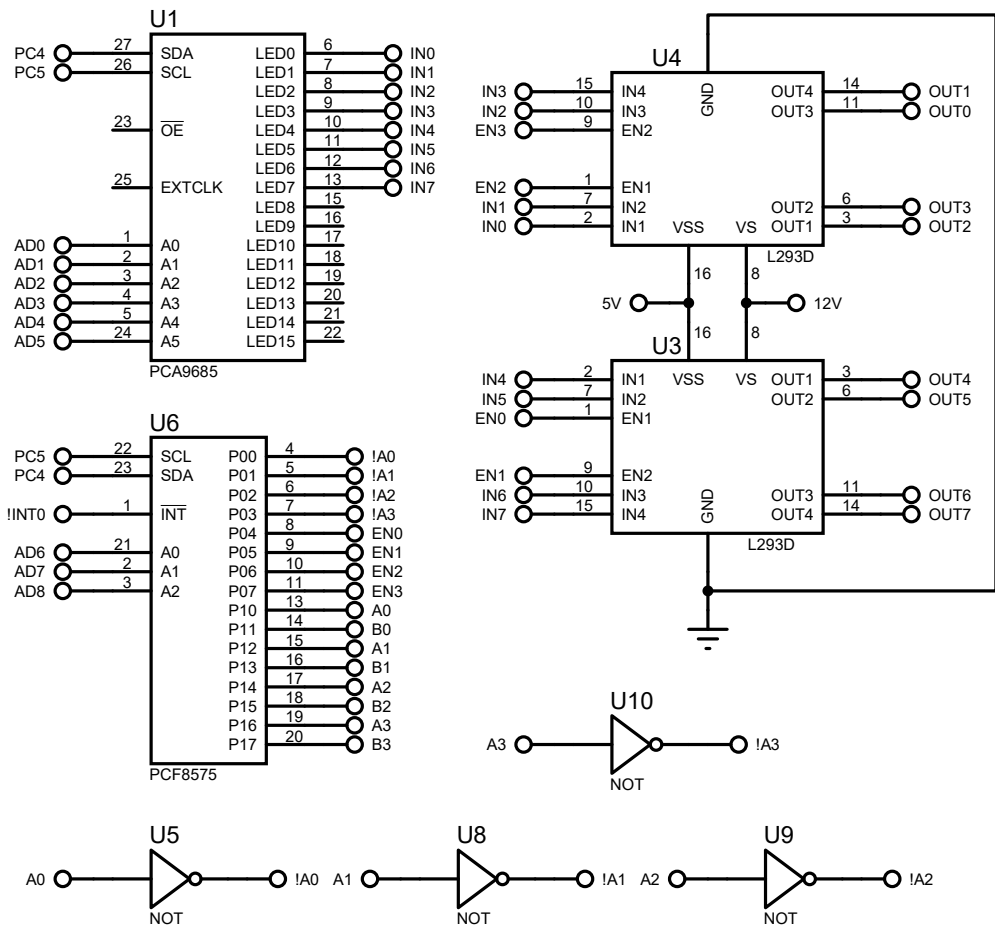 U1
PC4 27 SDA LED0 6 IN0
PC5 26 SCL LED1 7 IN1
LED2 8 IN2
LED3 9 IN3
23 OE LED4 10 IN4
LED5 11 IN5
LED6 12 IN6
25 EXTCLK LED7 13 IN7
LED8 15
LED9 16
AD0 1 A0 LED10 17
AD1 2 A1 LED11 18
AD2 3 A2 LED12 19
AD3 4 A3 LED13 20
AD4 5 A4 LED14 21
AD5 24 A5 LED15 22
PCA9685
U4
IN3 15 IN4 GND OUT4 14 OUT1
IN2 10 IN3 OUT3 11 OUT0
EN3 9 EN2
EN2 1 EN1
IN1 7 IN2 OUT2 6 OUT3
IN0 2 IN1 VSS VS OUT1 3 OUT2
L293D
16 8
5V 12V
16 8
U3
IN4 2 IN1 VSS VS OUT1 3 OUT4
IN5 7 IN2 OUT2 6 OUT5
EN0 1 EN1
EN1 9 EN2
IN6 10 IN3 GND OUT3 11 OUT6
IN7 15 IN4 OUT4 14 OUT7
L293D
U6
PC5 22 SCL P00 4 !A0
PC4 23 SDA P01 5 !A1
P02 6 !A2
!INT0 1 INT P03 7 !A3
P04 8 EN0
AD6 21 A0 P05 9 EN1
AD7 2 A1 P06 10 EN2
AD8 3 A2 P07 11 EN3
P10 13 A0
P11 14 B0
P12 15 A1
P13 16 B1
P14 17 A2
P15 18 B2
P16 19 A3
P17 20 B3
PCF8575
U10
A3 !A3
NOT
U5
A0 !A0
NOT
U8
A1 !A1
NOT
U9
A2 !A2
NOT